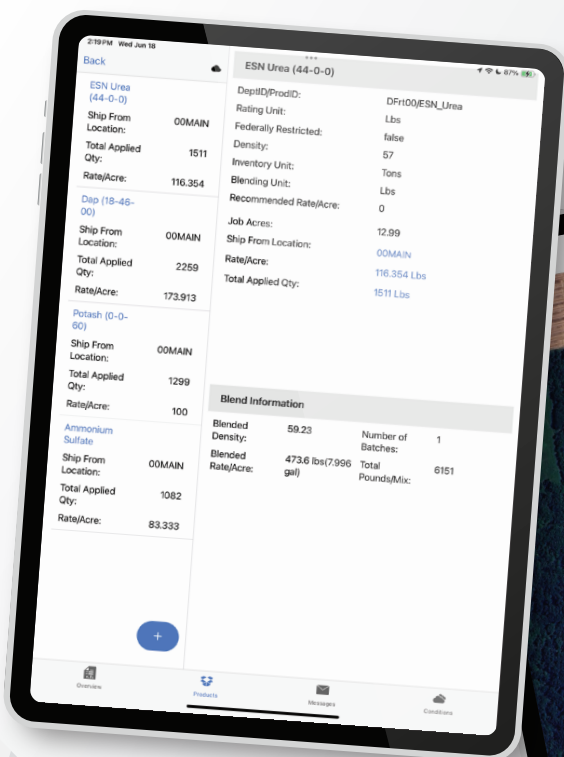 2:19PM Wed Jun 18
87%
Back
ESN Urea
(44-0-0)
Ship From
Location:
00MAIN
Total Applied
Qty:
1511
Rate/Acre:
116.354
Dap (18-46-
00)
Ship From
Location:
00MAIN
Total Applied
Qty:
2259
Rate/Acre:
173.913
Potash (0-0-
60)
Ship From
Location:
00MAIN
Total Applied
Qty:
1299
Rate/Acre:
100
Ammonium
Sulfate
Ship From
Location:
00MAIN
Total Applied
Qty:
1082
Rate/Acre:
83.333
+
ESN Urea (44-0-0)
DeptID/ProdID: DFrt00/ESN_Urea
Rating Unit: Lbs
Federally Restricted: false
Density: 57
Inventory Unit: Tons
Blending Unit: Lbs
Recommended Rate/Acre: 0
Job Acres: 12.99
Ship From Location: 00MAIN
Rate/Acre: 116.354 Lbs
Total Applied Qty: 1511 Lbs
Blend Information
Blended
Density:
59.23
Number of
Batches:
1
Blended
Rate/Acre:
473.6 lbs(7.996
gal)
Total
Pounds/Mix:
6151
Overview
Products
Messages
Conditions